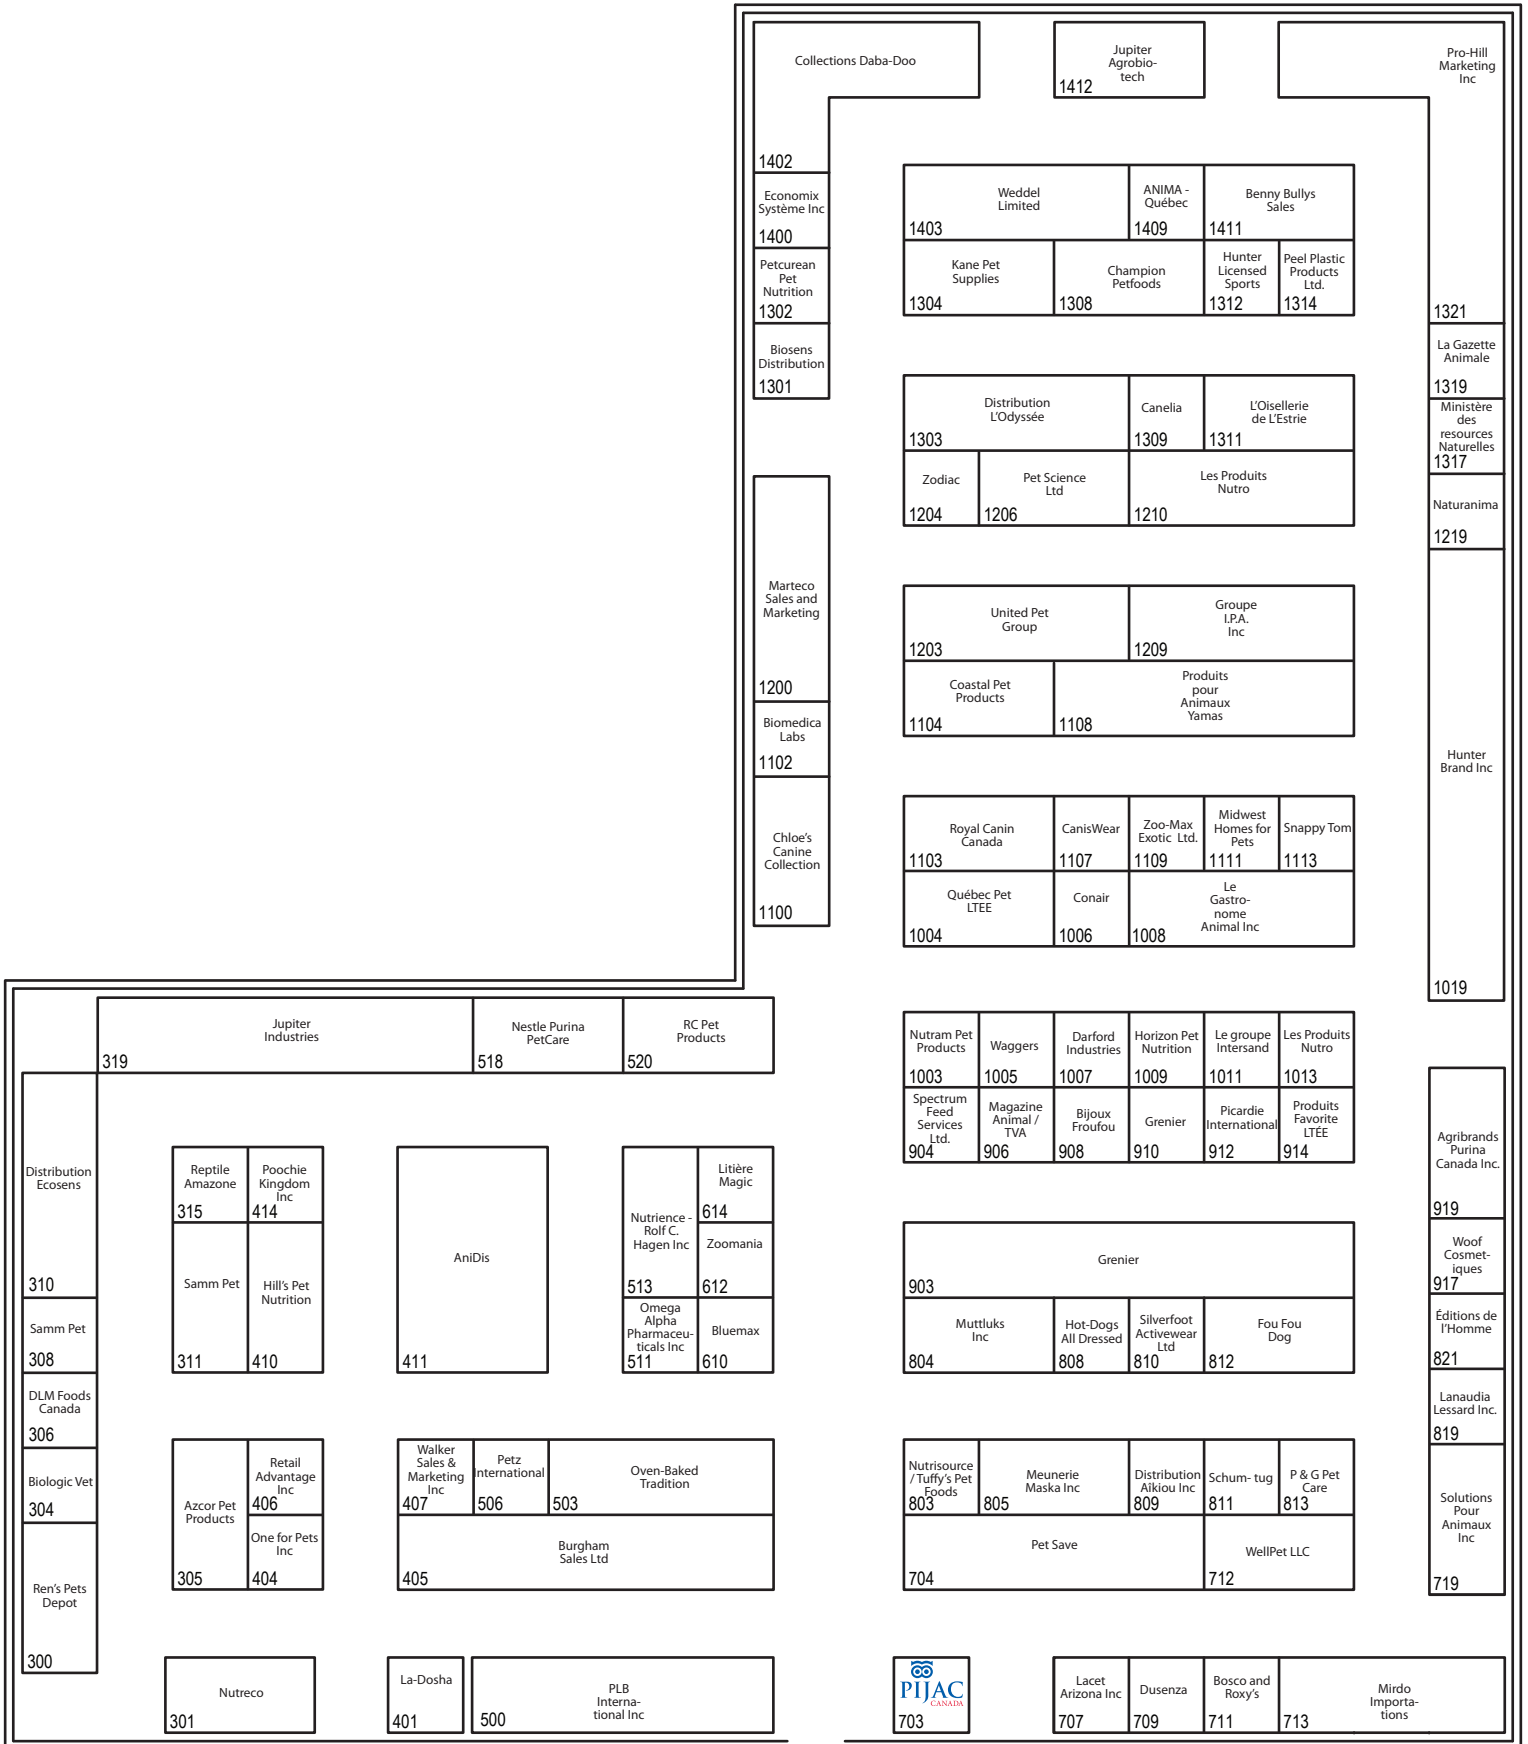 Collections Daba-Doo
1402
Jupiter
Agrobio-
tech
1412
Pro-Hill
Marketing
Inc
1321
Economix
Système Inc
1400
Petcurean
Pet
Nutrition
1302
Biosens
Distribution
1301
Weddel
Limited
1403
ANIMA -
Québec
1409
Benny Bullys
Sales
1411
Kane Pet
Supplies
1304
Champion
Petfoods
1308
Hunter
Licensed
Sports
1312
Peel Plastic
Products
Ltd.
1314
La Gazette
Animale
1319
Ministère
des
resources
Naturelles
1317
Naturanima
1219
Distribution
L'Odyssée
1303
Canelia
1309
L'Oisellerie
de L'Estrie
1311
Zodiac
1204
Pet Science
Ltd
1206
Les Produits
Nutro
1210
Marteco
Sales and
Marketing
1200
Biomedica
Labs
1102
Chloe's
Canine
Collection
1100
United Pet
Group
1203
Groupe
I.P.A.
Inc
1209
Coastal Pet
Products
1104
Produits
pour
Animaux
Yamas
1108
Hunter
Brand Inc
1019
Royal Canin
Canada
1103
CanisWear
1107
Zoo-Max
Exotic Ltd.
1109
Midwest
Homes for
Pets
1111
Snappy Tom
1113
Québec Pet
LTEE
1004
Conair
1006
Le
Gastro-
nome
Animal Inc
1008
Jupiter
Industries
319
Nestle Purina
PetCare
518
RC Pet
Products
520
Nutram Pet
Products
1003
Waggers
1005
Darford
Industries
1007
Horizon Pet
Nutrition
1009
Le groupe
Intersand
1011
Les Produits
Nutro
1013
Spectrum
Feed
Services
Ltd.
904
Magazine
Animal /
TVA
906
Bijoux
Froufou
908
Grenier
910
Picardie
International
912
Produits
Favorite
LTÉE
914
Agribrands
Purina
Canada Inc.
919
Woof
Cosmet-
iques
917
Éditions de
l'Homme
821
Lanaudia
Lessard Inc.
819
Solutions
Pour
Animaux
Inc
719
Distribution
Ecosens
310
Samm Pet
308
DLM Foods
Canada
306
Biologic Vet
304
Ren's Pets
Depot
300
Reptile
Amazone
315
Poochie
Kingdom
Inc
414
Samm Pet
311
Hill's Pet
Nutrition
410
AniDis
411
Nutrience -
Rolf C.
Hagen Inc
513
Litière
Magic
614
Zoomania
612
Omega
Alpha
Pharmaceu-
ticals Inc
511
Bluemax
610
Grenier
903
Muttluks
Inc
804
Hot-Dogs
All Dressed
808
Silverfoot
Activewear
Ltd
810
Fou Fou
Dog
812
Azcor Pet
Products
305
Retail
Advantage
Inc
406
One for Pets
Inc
404
Walker
Sales &
Marketing
Inc
407
Petz
International
506
Oven-Baked
Tradition
503
Burgham
Sales Ltd
405
Nutrisource
/ Tuffy's Pet
Foods
803
Meunerie
Maska Inc
805
Distribution
Aïkiou Inc
809
Schum- tug
811
P & G Pet
Care
813
Pet Save
704
WellPet LLC
712
Nutreco
301
La-Dosha
401
PLB
Interna-
tional Inc
500
PIJAC
CANADA
703
Lacet
Arizona Inc
707
Dusenza
709
Bosco and
Roxy's
711
Mirdo
Importa-
tions
713